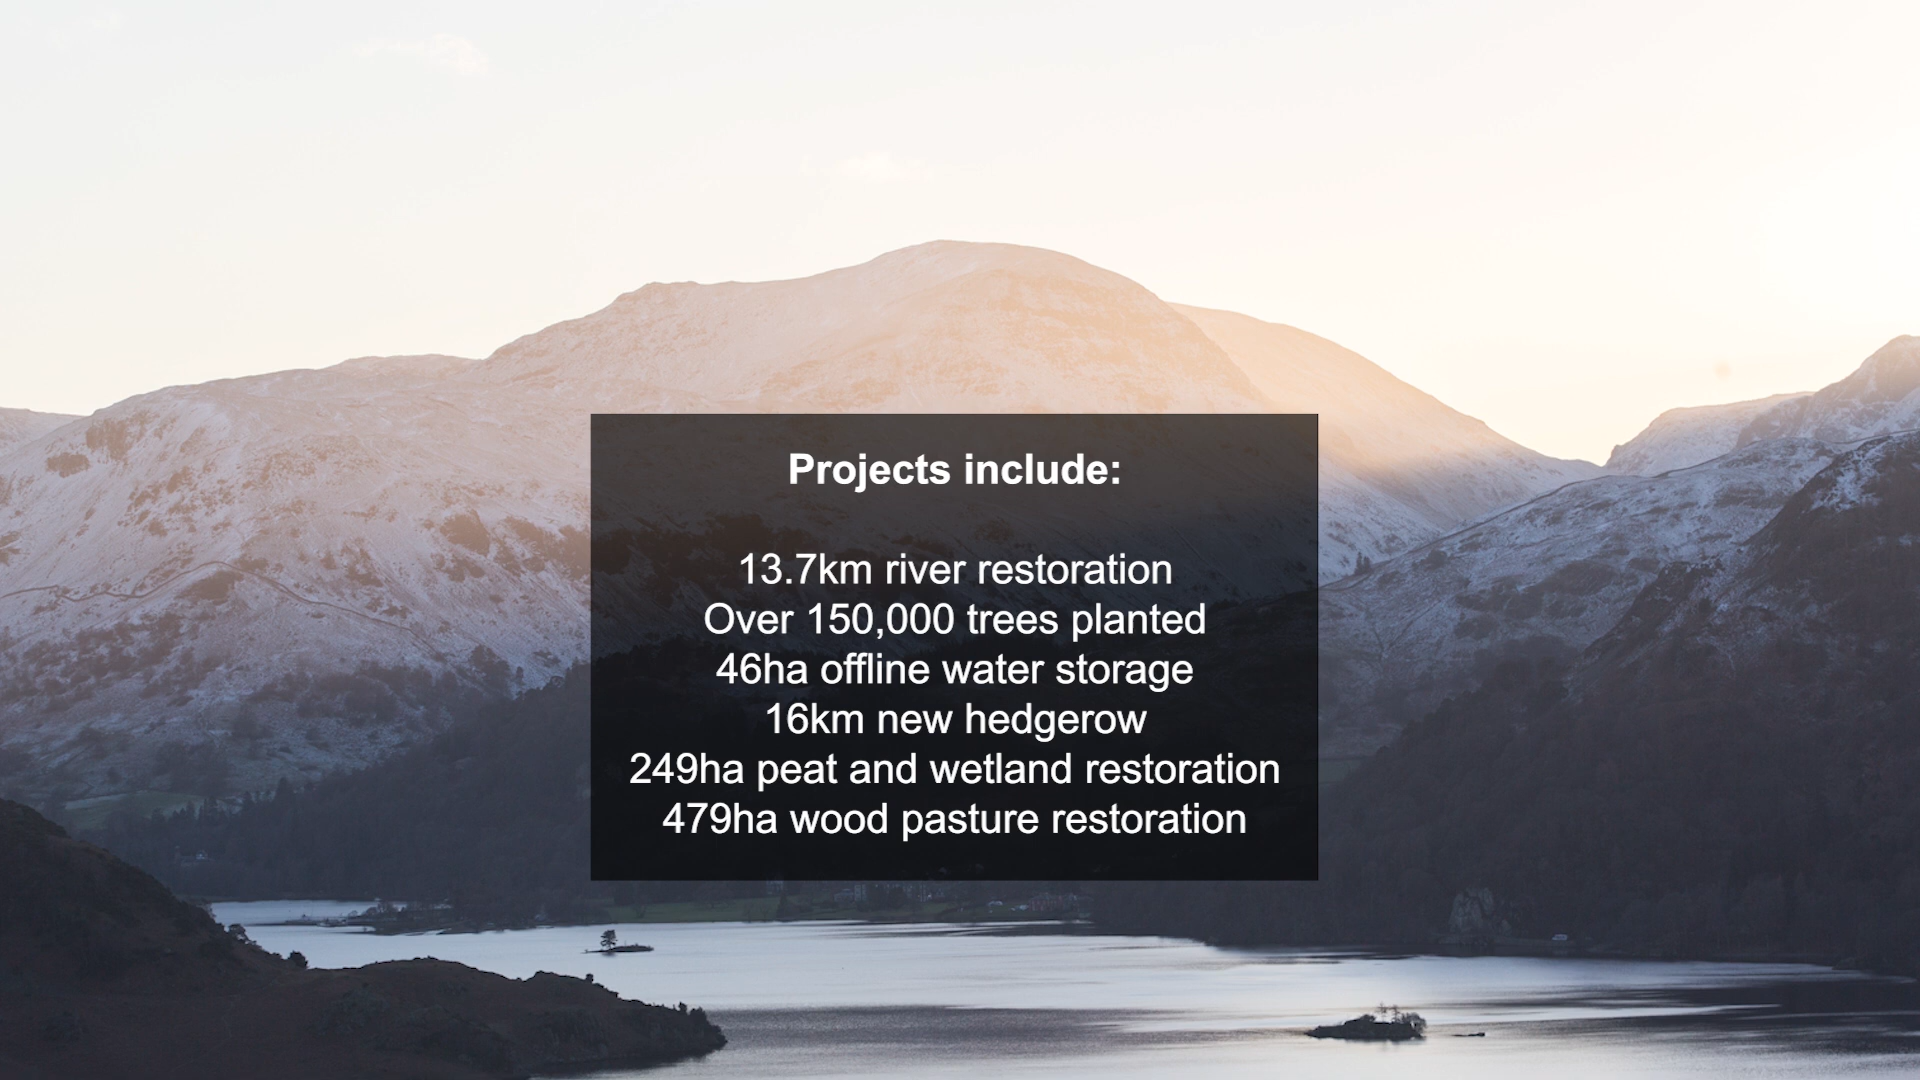 Projects include:
13.7km river restoration
Over 150,000 trees planted
46ha offline water storage
16km new hedgerow
249ha peat and wetland restoration
479ha wood pasture restoration